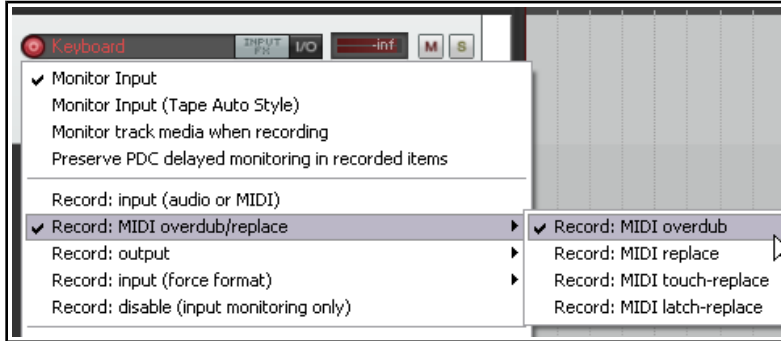 Keyboard INPUT FX I/O -inf M S
Monitor Input
Monitor Input (Tape Auto Style)
Monitor track media when recording
Preserve PDC delayed monitoring in recorded items
Record: input (audio or MIDI)
Record: MIDI overdub/replace
Record: output
Record: input (force format)
Record: disable (input monitoring only)
Record: MIDI overdub
Record: MIDI replace
Record: MIDI touch-replace
Record: MIDI latch-replace